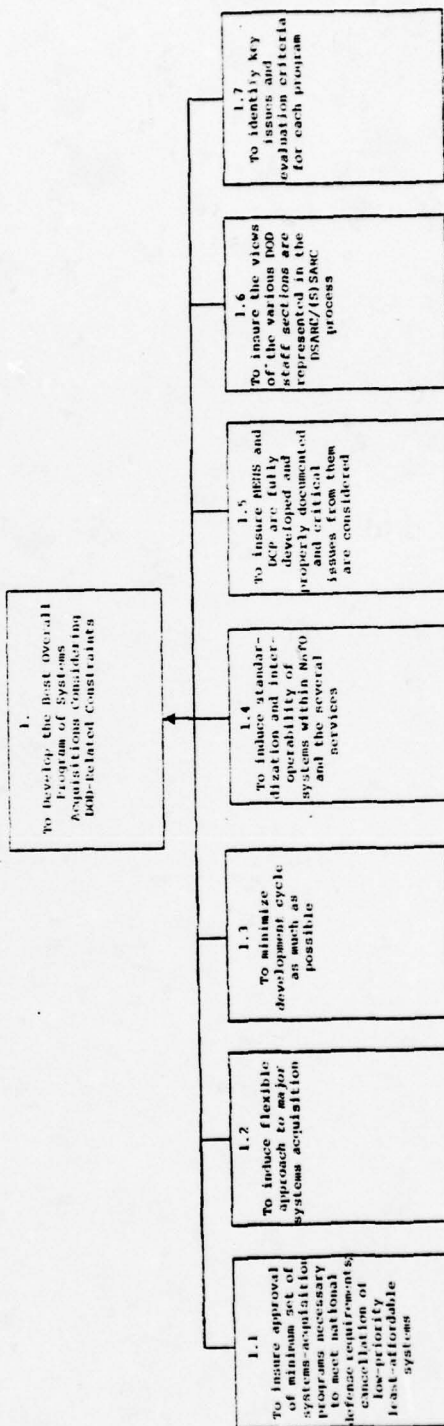 1.
To Develop the Best Overall
Program of Systems
Acquisitions Considering
DOD-Related Constraints
1.1
To insure approval
of minimum set of
systems-acquisition
programs necessary
to meet national
defense requirements;
cancellation of
low-priority
least-affordable
systems
1.2
To induce flexible
approach to major
systems acquisition
1.3
To minimize
development cycle
as much as
possible
1.4
To induce standar-
dization and inter-
operability of
systems within NATO
and the several
services
1.5
To insure MENS and
DCP are fully
developed and
properly documented
and critical
issues from them
are considered
1.6
To insure the views
of the various DOD
staff sections are
represented in the
DSARC/(S)SARC
process
1.7
To identify key
issues and
evaluation criteria
for each program